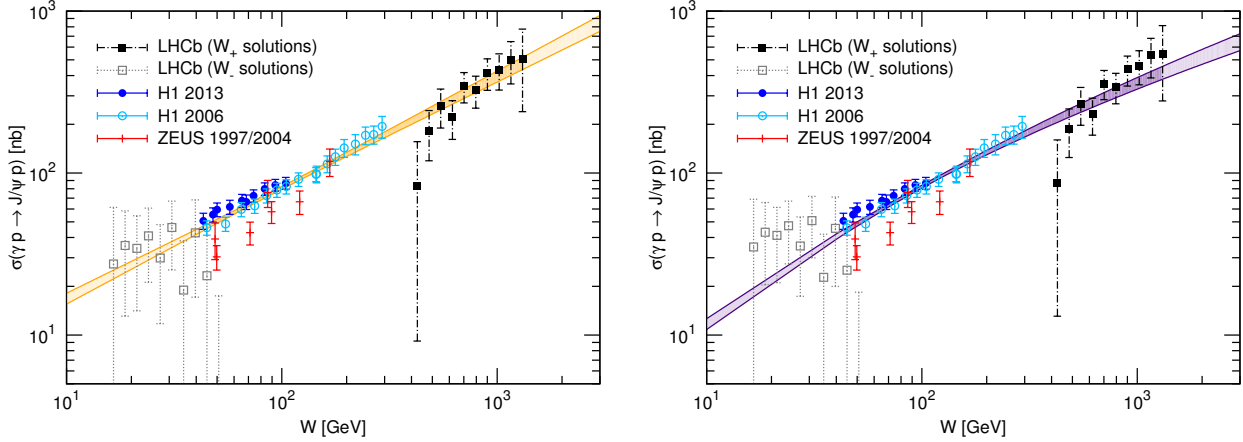 10³
10²
10¹
σ(γ p → J/ψ p) [nb]
LHCb (W₊ solutions)
LHCb (W₋ solutions)
H1 2013
H1 2006
ZEUS 1997/2004
10¹ 10² 10³
W [GeV]
10³
10²
10¹
σ(γ p → J/ψ p) [nb]
LHCb (W₊ solutions)
LHCb (W₋ solutions)
H1 2013
H1 2006
ZEUS 1997/2004
10¹ 10² 10³
W [GeV]